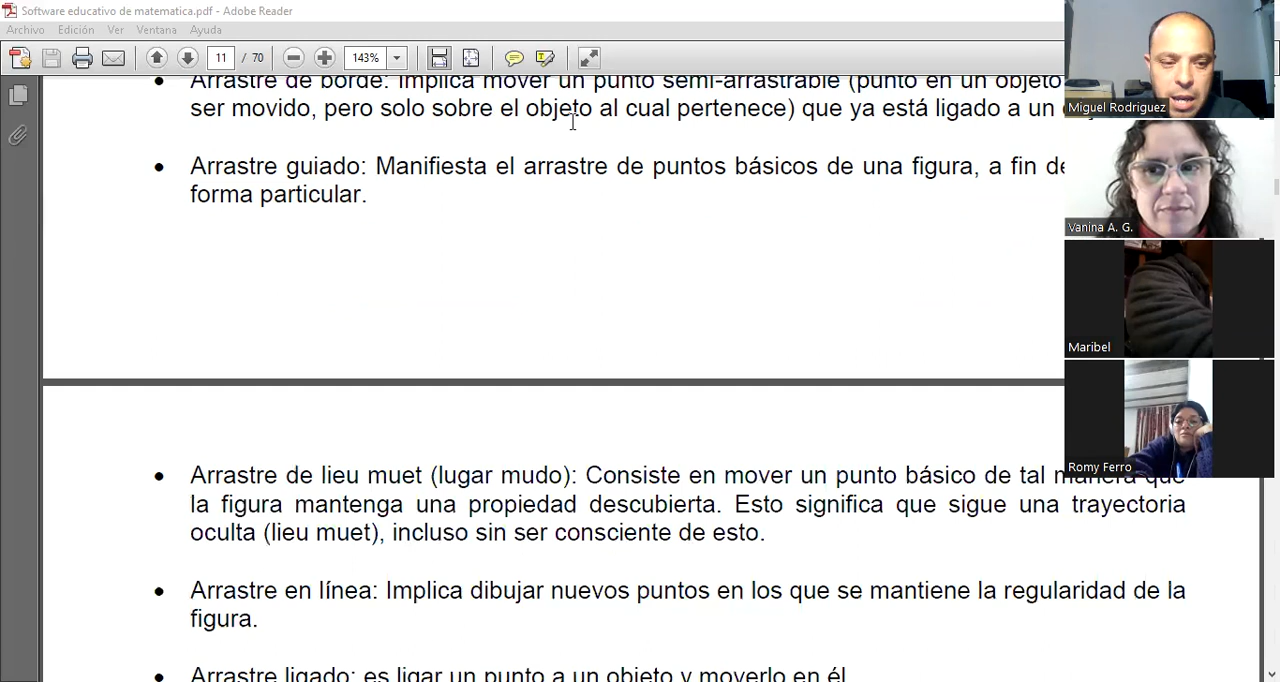 Software educativo de matematica.pdf - Adobe Reader
Archivo Edición Ver Ventana Ayuda
11 / 70 143%
Arrastre de borde: Implica mover un punto semi-arrastrable (punto en un objeto
ser movido, pero solo sobre el objeto al cual pertenece) que ya está ligado a un
Arrastre guiado: Manifiesta el arrastre de puntos básicos de una figura, a fin de
forma particular.
Arrastre de lieu muet (lugar mudo): Consiste en mover un punto básico de tal manera que
la figura mantenga una propiedad descubierta. Esto significa que sigue una trayectoria
oculta (lieu muet), incluso sin ser consciente de esto.
Arrastre en línea: Implica dibujar nuevos puntos en los que se mantiene la regularidad de la
figura.
Arrastre ligado: es ligar un punto a un objeto y moverlo en él
Miguel Rodriguez
Vanina A. G.
Maribel
Romy Ferro